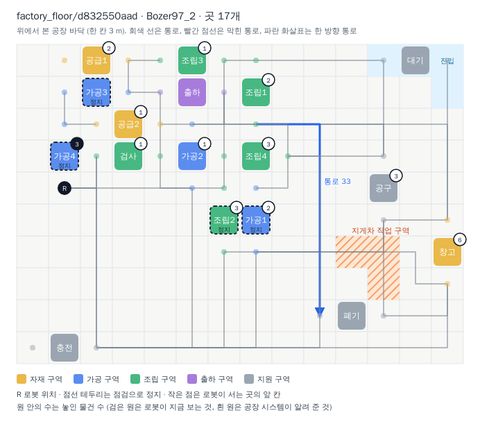 factory_floor/d832550aad · Bozer97_2 · 곳 17개
위에서 본 공장 바닥 (한 칸 3 m). 회색 선은 통로, 빨간 점선은 막힌 통로, 파란 화살표는 한 방향 통로
공급1 2
조립3 1
대기
진입
가공3 정지
출하
조립1 2
공급2 1
가공4 정지 3
검사 1
가공2 1
조립4 3
통로 33
R
공구 3
조립2 정지 3
가공1 정지 2
지게차 작업 구역
창고 6
폐기
충전
자재 구역
가공 구역
조립 구역
출하 구역
지원 구역
R 로봇 위치 · 점선 테두리는 점검으로 정지 · 작은 점은 로봇이 서는 곳의 앞 칸
원 안의 수는 놓인 물건 수 (검은 원은 로봇이 지금 보는 것, 흰 원은 공장 시스템이 알려 준 것)